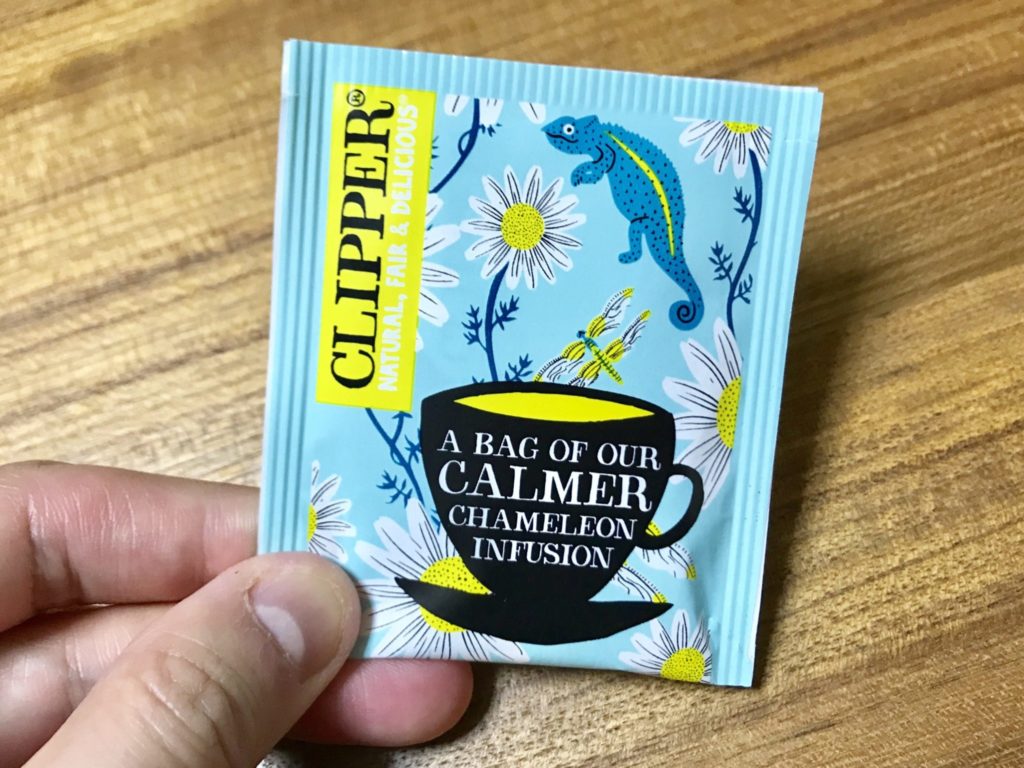 CLIPPER®
NATURAL, FAIR & DELICIOUS®
A BAG OF OUR
CALMER
CHAMELEON
INFUSION